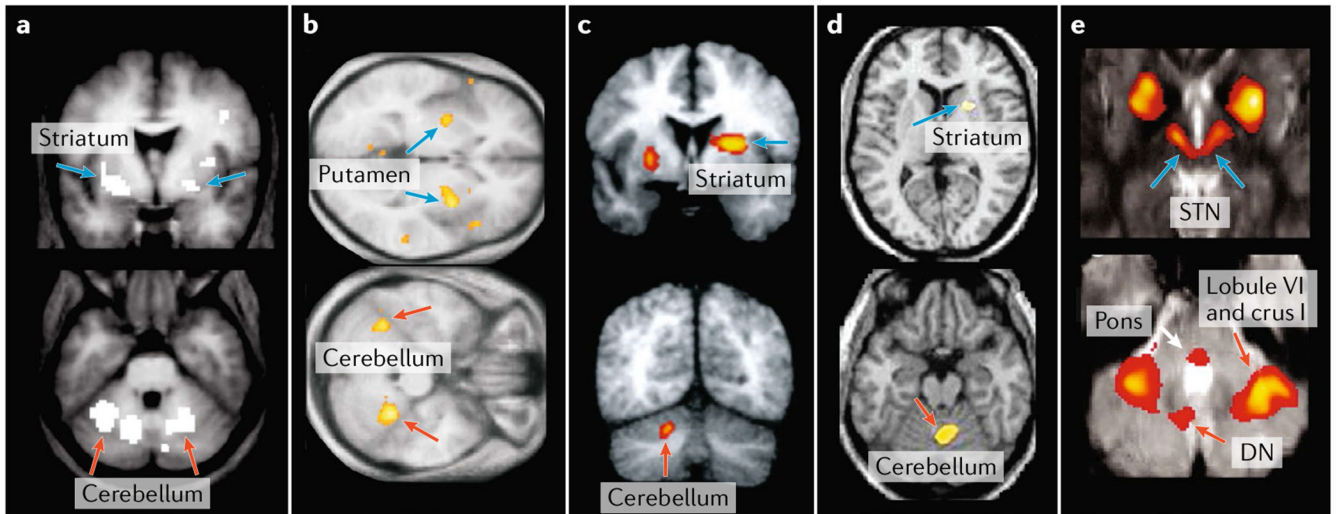 a
Striatum
Cerebellum
b
Putamen
Cerebellum
c
Striatum
Cerebellum
d
Striatum
Cerebellum
e
STN
Lobule VI
and crus I
Pons
DN